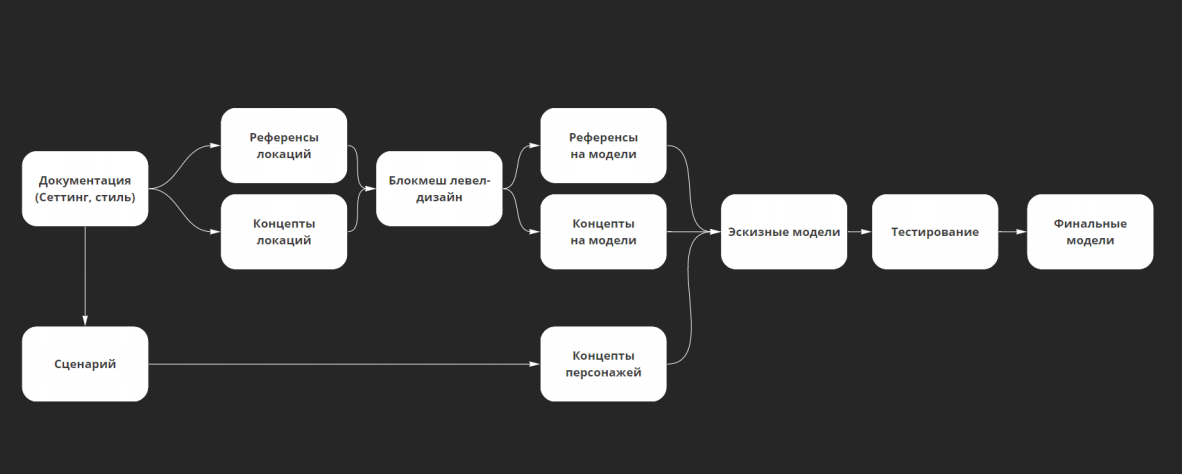 Документация
(Сеттинг, стиль)
Референсы
локаций
Концепты
локаций
Блокмеш левел-
дизайн
Референсы
на модели
Концепты
на модели
Эскизные модели
Тестирование
Финальные
модели
Сценарий
Концепты
персонажей